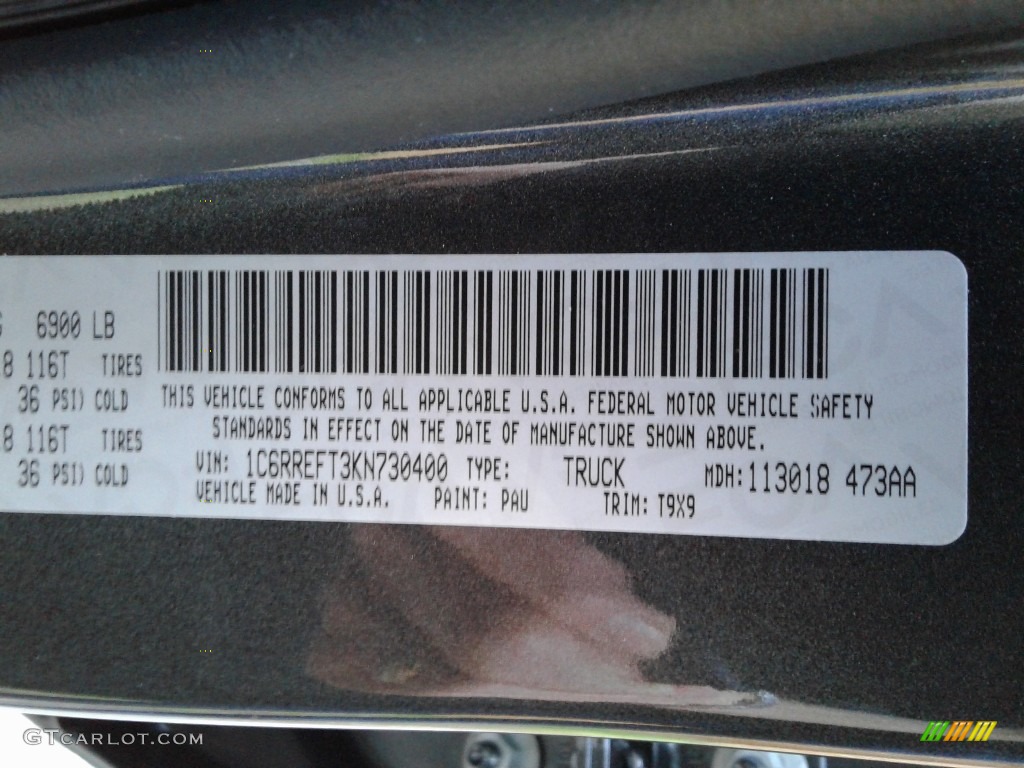 6900 LB
8 116T TIRES
36 PSI) COLD
8 116T TIRES
36 PSI) COLD
THIS VEHICLE CONFORMS TO ALL APPLICABLE U.S.A. FEDERAL MOTOR VEHICLE SAFETY
STANDARDS IN EFFECT ON THE DATE OF MANUFACTURE SHOWN ABOVE.
VIN: 1C6RREFT3KN730400 TYPE: TRUCK MDH:113018 473AA
VEHICLE MADE IN U.S.A. PAINT: PAU TRIM: T9X9
GTCARLOT.COM